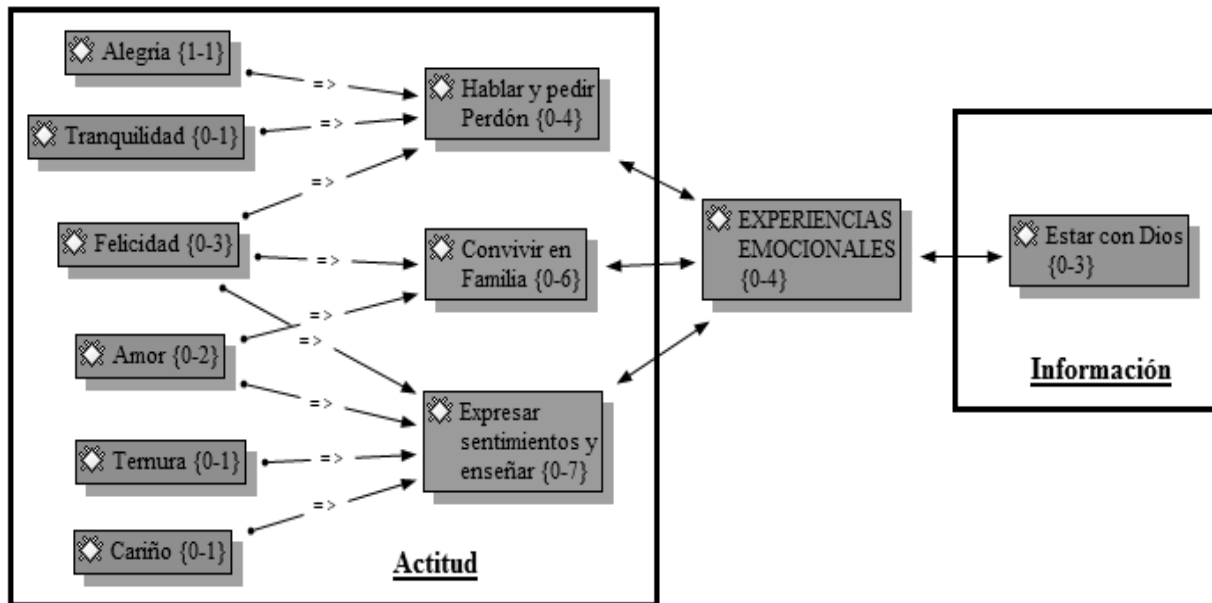 Alegria {1-1}
=>
Tranquilidad {0-1}
=>
Felicidad {0-3}
=>
=>
=>
Amor {0-2}
=>
=>
Ternura {0-1}
=>
Cariño {0-1}
=>
Hablar y pedir
Perdón {0-4}
Convivir en
Familia {0-6}
Expresar
sentimientos y
enseñar {0-7}
Actitud
EXPERIENCIAS
EMOCIONALES
{0-4}
Estar con Dios
{0-3}
Información